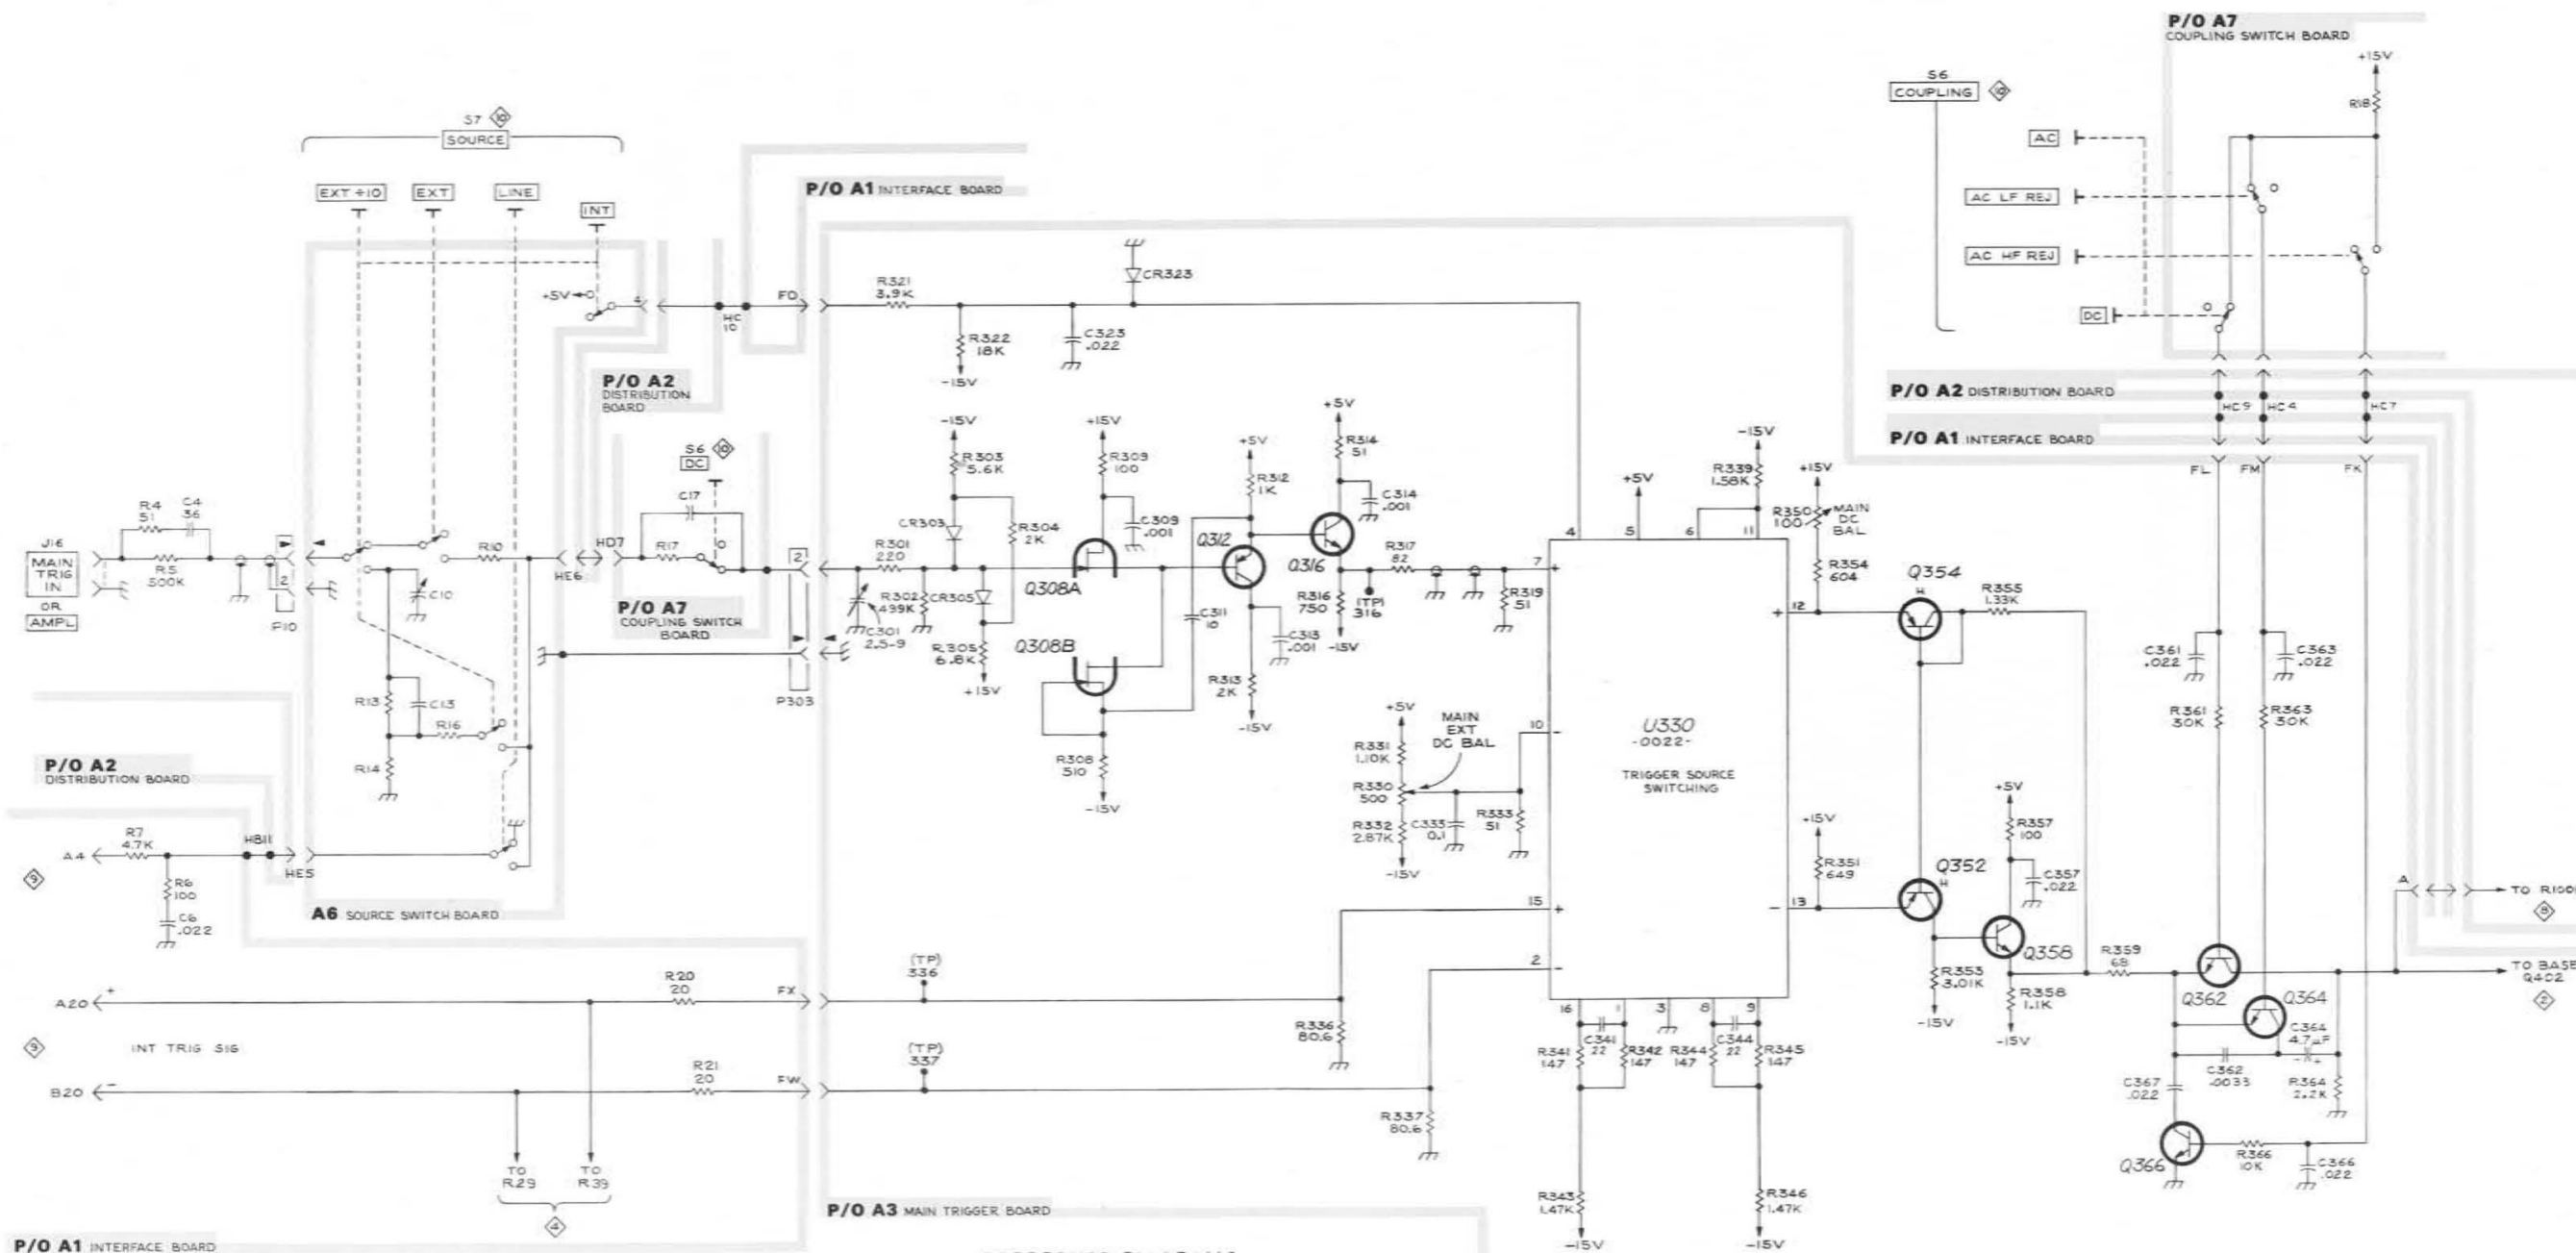 P/O A7
COUPLING SWITCH BOARD
+15V
S6
COUPLING
10
R18
AC
AC LF REJ
AC HF REJ
DC
S7
10
SOURCE
EXT ÷10
EXT
LINE
INT
P/O A1 INTERFACE BOARD
+5V
4
HC
10
FO
R321
3.9K
CR323
R322
18K
-15V
C323
.022
P/O A2
DISTRIBUTION
BOARD
P/O A2 DISTRIBUTION BOARD
HC9
HC4
HC7
P/O A1 INTERFACE BOARD
FL
FM
FK
S6
10
DC
C17
-15V
R303
5.6K
+15V
R309
100
+5V
R312
1K
+5V
R314
51
C314
.001
-15V
R339
1.58K
+5V
+15V
R350
100
MAIN
DC
BAL
J16
MAIN
TRIG
IN
OR
AMPL
R4
51
C4
36
R5
500K
2
P10
R10
C10
HE6
HD7
R17
2
CR303
R304
2K
R301
220
C309
.001
Q312
Q316
R317
82
4
5
6
11
7
+
R354
604
Q354
H
R355
1.33K
P/O A7
COUPLING SWITCH
BOARD
C301
2.5-9
R302
499K
CR305
R305
6.8K
+15V
Q308A
Q308B
C311
10
C313
.001
R316
750
-15V
(TP)
316
R319
51
+
12
P303
R13
C13
R16
R14
R308
510
-15V
R313
2K
-15V
+5V
R331
1.10K
MAIN
EXT
DC BAL
R330
500
R332
2.87K
-15V
C333
0.1
R333
51
10
-
U330
-0022-
TRIGGER SOURCE
SWITCHING
C361
.022
C363
.022
R361
30K
R363
30K
P/O A2
DISTRIBUTION BOARD
9
A4
R7
4.7K
HB11
HE5
R6
100
C6
.022
A6 SOURCE SWITCH BOARD
15
+
2
-
+15V
R351
649
-
13
Q352
H
+5V
R357
100
C357
.022
Q358
R353
3.01K
-15V
R358
1.1K
-15V
R359
68
A
8
TO BASE
Q402
2
Q362
Q364
C364
4.7μF
- +
C362
.0033
R364
2.2K
C367
.022
Q366
R366
10K
C366
.022
A20
+
R20
20
FX
(TP)
336
R336
80.6
9
INT TRIG SIG
B20
-
R21
20
FW
(TP)
337
R337
80.6
16
1
3
8
9
C341
22
R341
147
R342
147
C344
22
R344
147
R345
147
TO
R29
TO
R39
4
R343
1.47K
-15V
R346
1.47K
-15V
P/O A3 MAIN TRIGGER BOARD
P/O A1 INTERFACE BOARD